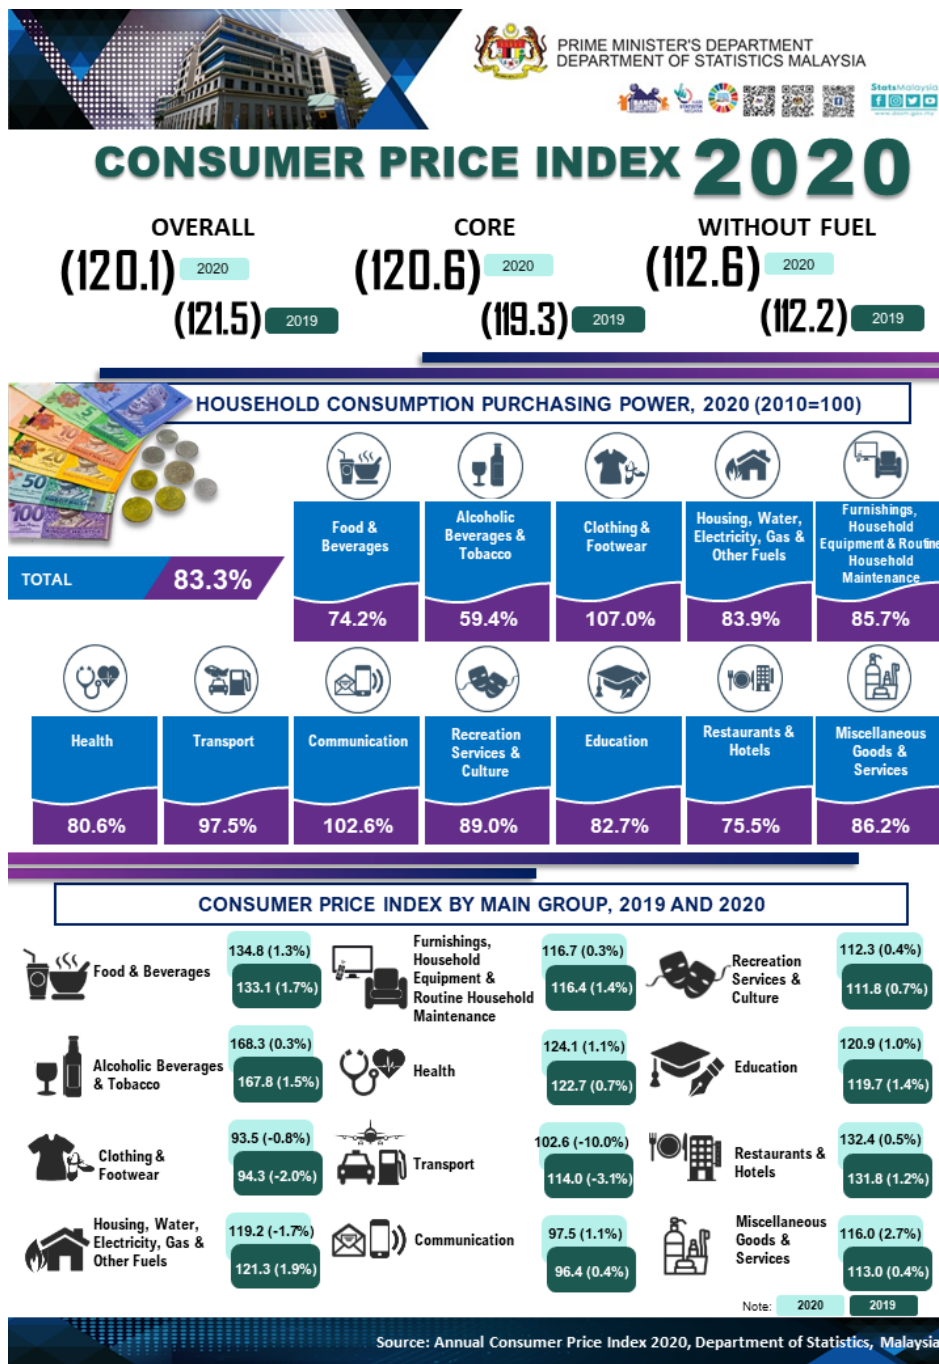 PRIME MINISTER'S DEPARTMENT
DEPARTMENT OF STATISTICS MALAYSIA
StatsMalaysia
www.dosm.gov.my
CONSUMER PRICE INDEX 2020
OVERALL
(120.1) 2020
(121.5) 2019
CORE
(120.6) 2020
(119.3) 2019
WITHOUT FUEL
(112.6) 2020
(112.2) 2019
HOUSEHOLD CONSUMPTION PURCHASING POWER, 2020 (2010=100)
5
10
20
50
100
TOTAL 83.3%
Food &
Beverages
74.2%
Alcoholic
Beverages &
Tobacco
59.4%
Clothing &
Footwear
107.0%
Housing, Water,
Electricity, Gas &
Other Fuels
83.9%
Furnishings,
Household
Equipment & Routine
Household
Maintenance
85.7%
Health
80.6%
Transport
97.5%
Communication
102.6%
Recreation
Services &
Culture
89.0%
Education
82.7%
Restaurants &
Hotels
75.5%
Miscellaneous
Goods &
Services
86.2%
CONSUMER PRICE INDEX BY MAIN GROUP, 2019 AND 2020
Food & Beverages
134.8 (1.3%)
133.1 (1.7%)
Alcoholic Beverages
& Tobacco
168.3 (0.3%)
167.8 (1.5%)
Clothing &
Footwear
93.5 (-0.8%)
94.3 (-2.0%)
Housing, Water,
Electricity, Gas &
Other Fuels
119.2 (-1.7%)
121.3 (1.9%)
Furnishings,
Household
Equipment &
Routine Household
Maintenance
116.7 (0.3%)
116.4 (1.4%)
Health
124.1 (1.1%)
122.7 (0.7%)
Transport
102.6 (-10.0%)
114.0 (-3.1%)
Communication
97.5 (1.1%)
96.4 (0.4%)
Recreation
Services &
Culture
112.3 (0.4%)
111.8 (0.7%)
Education
120.9 (1.0%)
119.7 (1.4%)
Restaurants &
Hotels
132.4 (0.5%)
131.8 (1.2%)
Miscellaneous
Goods &
Services
116.0 (2.7%)
113.0 (0.4%)
Note: 2020 2019
Source: Annual Consumer Price Index 2020, Department of Statistics, Malaysia